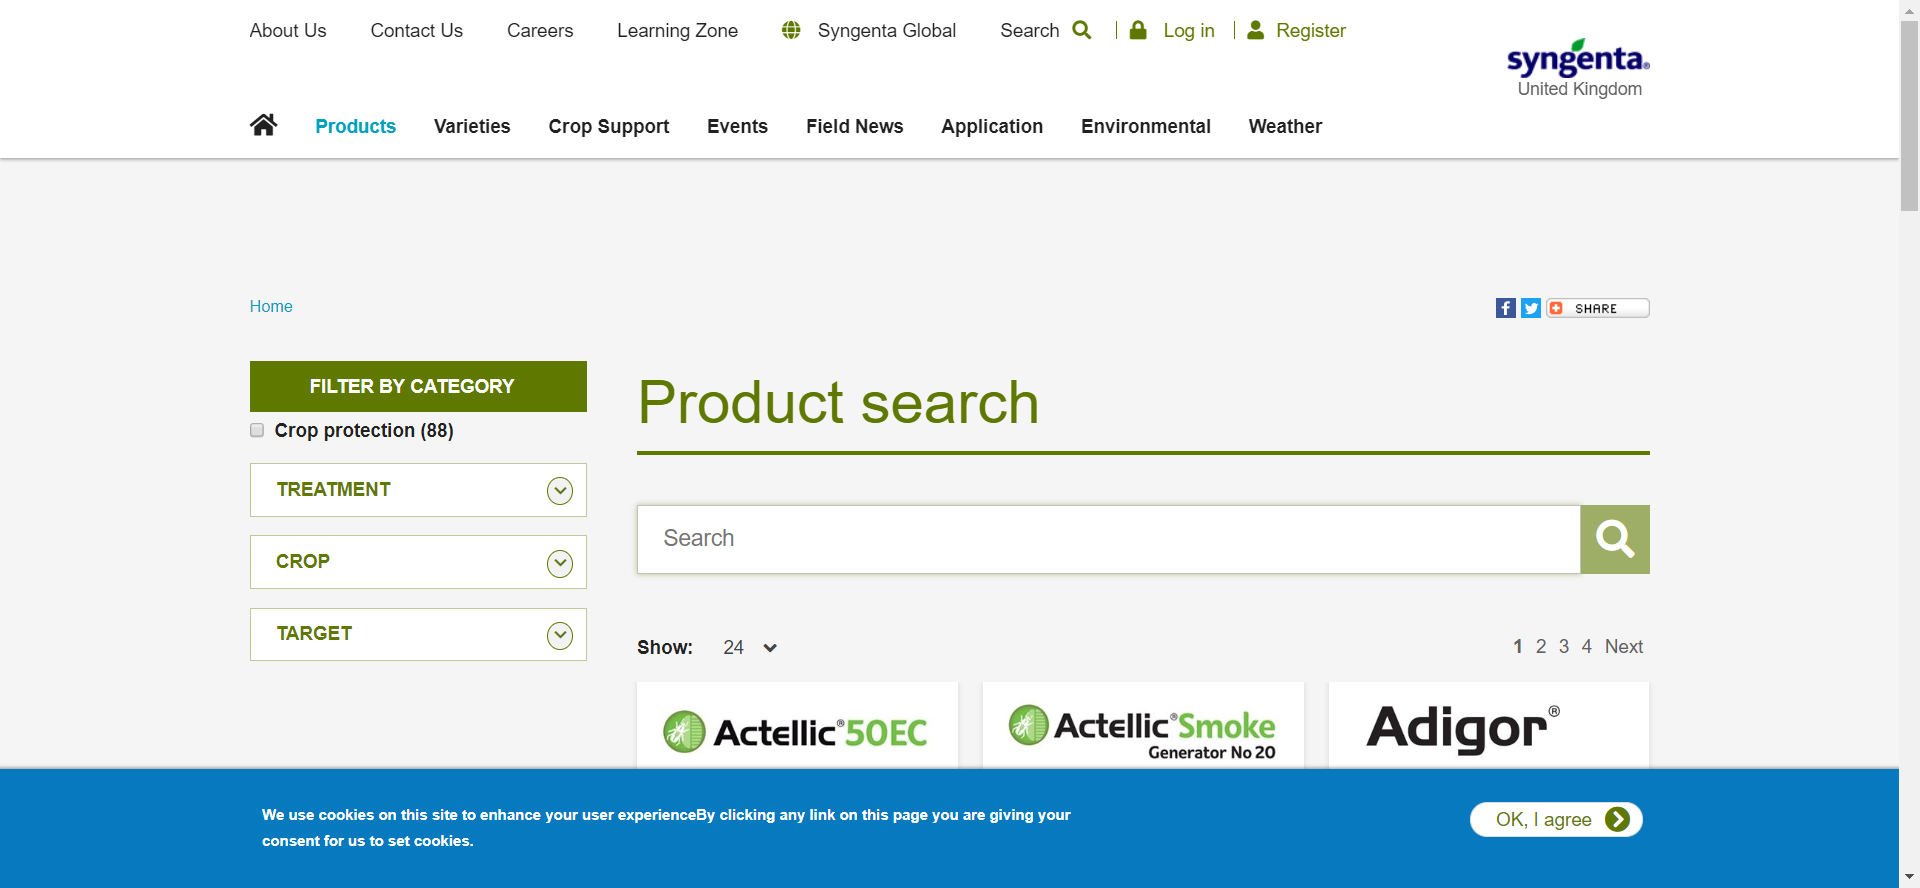 About Us Contact Us Careers Learning Zone Syngenta Global Search Log in Register
syngenta®
United Kingdom
Products Varieties Crop Support Events Field News Application Environmental Weather
Home
SHARE
FILTER BY CATEGORY
Crop protection (88)
TREATMENT
CROP
TARGET
Product search
Search
Show: 24
1 2 3 4 Next
Actellic® 50EC
Actellic® Smoke
Generator No 20
Adigor®
We use cookies on this site to enhance your user experienceBy clicking any link on this page you are giving your
consent for us to set cookies.
OK, I agree